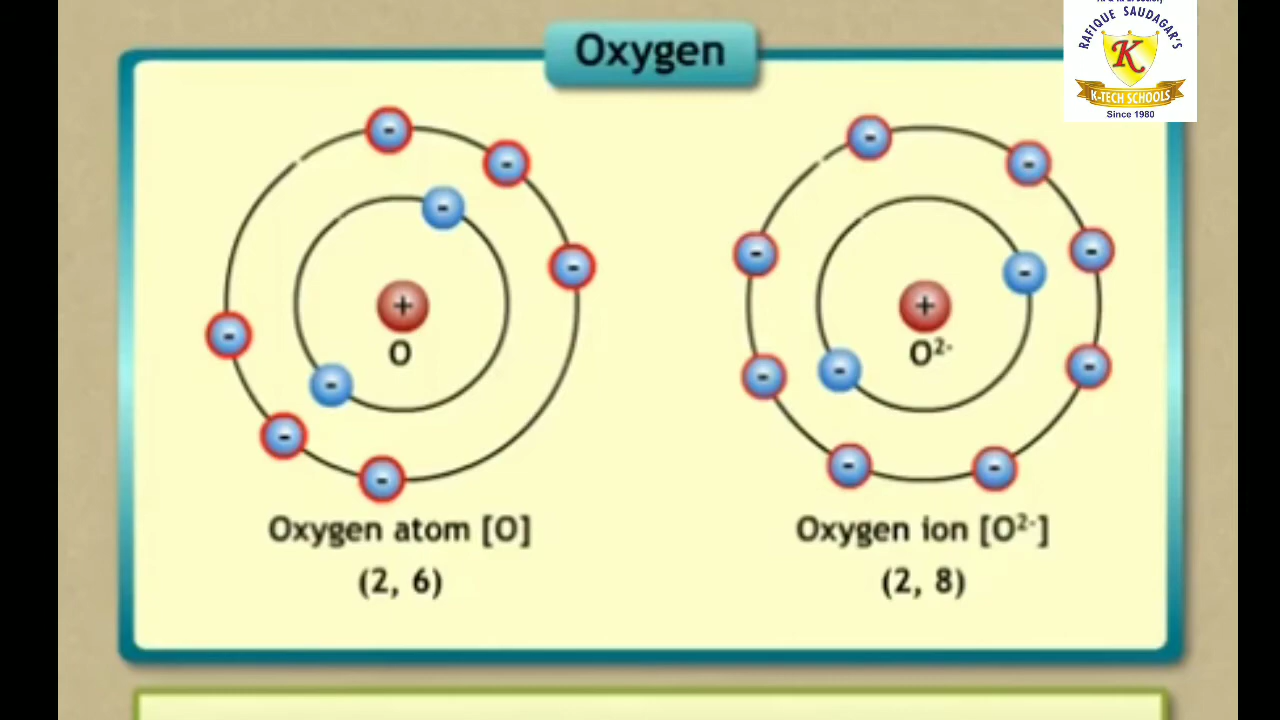 Oxygen
RAFIQUE SAUDAGAR'S
K
K-TECH SCHOOLS
Since 1980
- - - - - - - -
+
O
- - - - - - - - - -
+
O²⁻
Oxygen atom [O]
(2, 6)
Oxygen ion [O²⁻]
(2, 8)